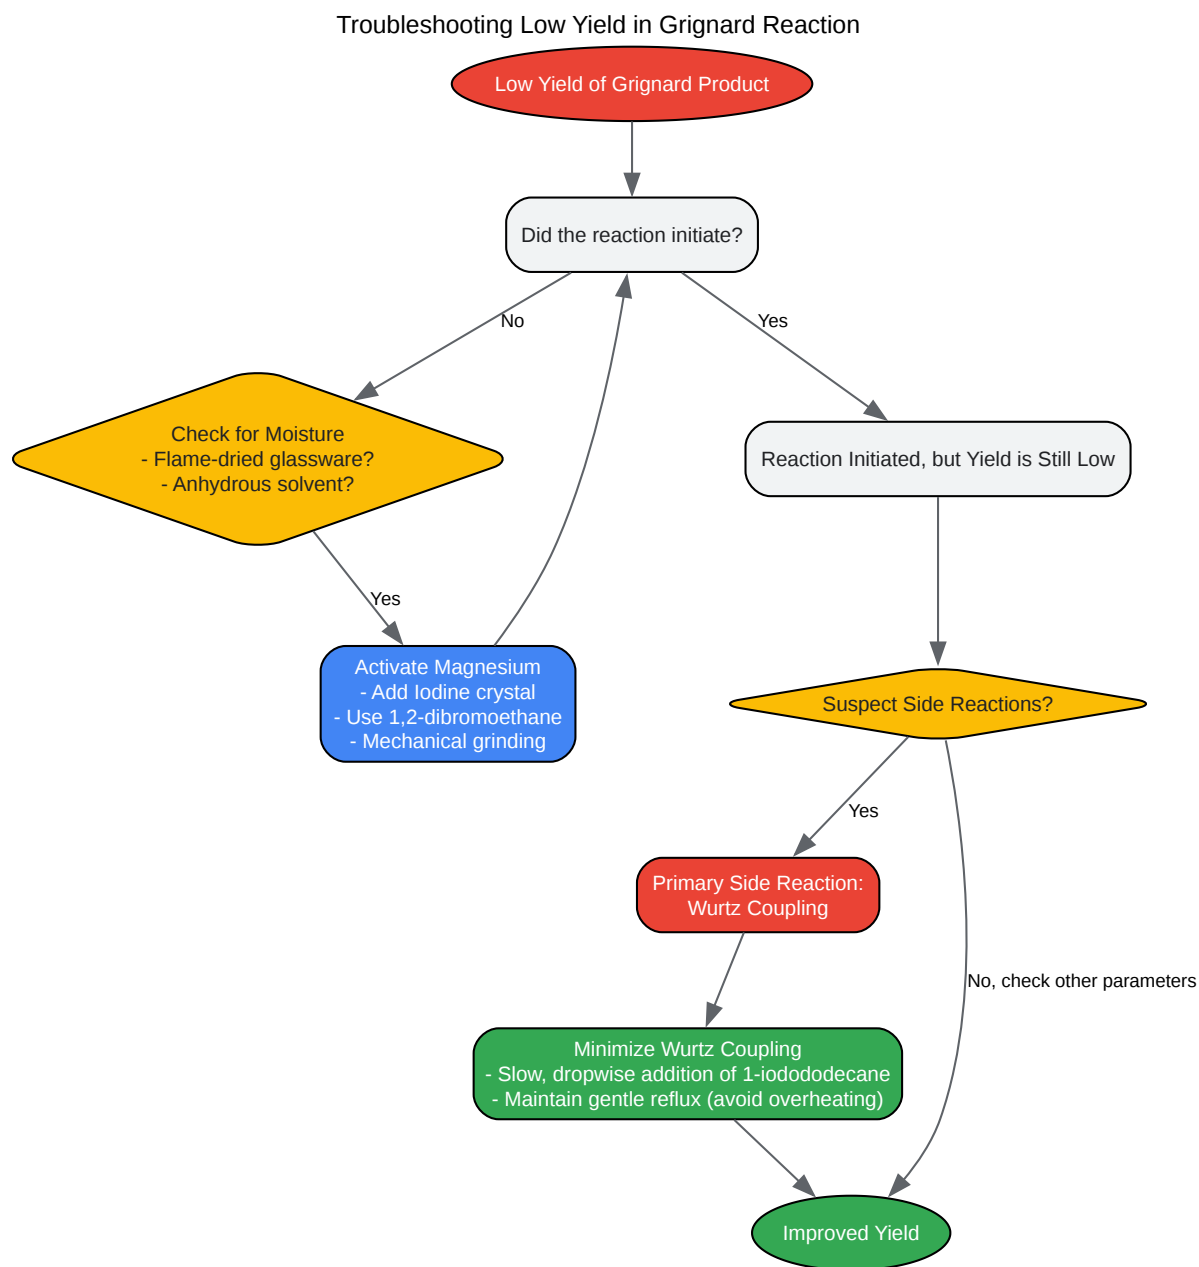 Troubleshooting Low Yield in Grignard Reaction
Low Yield of Grignard Product
Did the reaction initiate?
No
Yes
Check for Moisture
- Flame-dried glassware?
- Anhydrous solvent?
Reaction Initiated, but Yield is Still Low
Yes
Activate Magnesium
- Add Iodine crystal
- Use 1,2-dibromoethane
- Mechanical grinding
Suspect Side Reactions?
Yes
Primary Side Reaction:
Wurtz Coupling
No, check other parameters
Minimize Wurtz Coupling
- Slow, dropwise addition of 1-iodododecane
- Maintain gentle reflux (avoid overheating)
Improved Yield